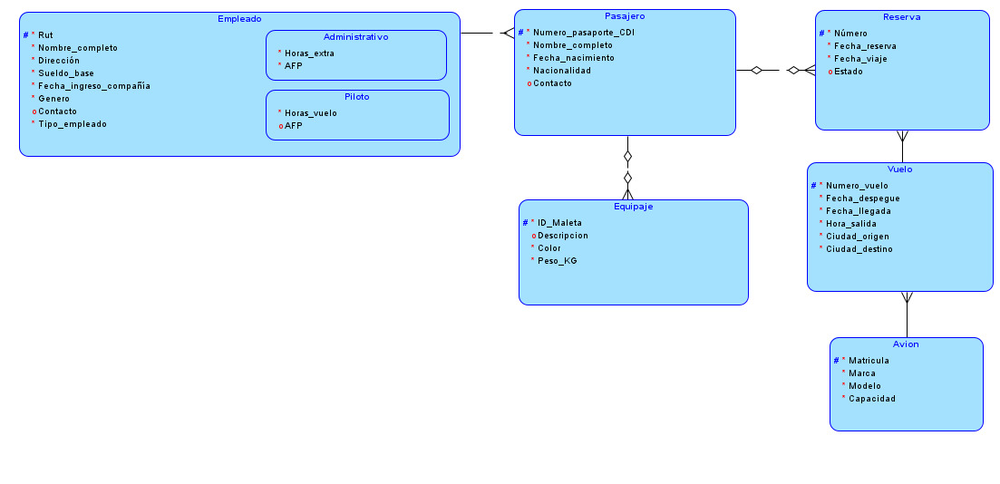 Empleado
# * Rut
* Nombre_completo
* Dirección
* Sueldo_base
* Fecha_ingreso_compañía
* Genero
o Contacto
* Tipo_empleado
Administrativo
* Horas_extra
* AFP
Piloto
* Horas_vuelo
o AFP
Pasajero
# * Numero_pasaporte_CDI
* Nombre_completo
* Fecha_nacimiento
* Nacionalidad
o Contacto
Reserva
# * Número
* Fecha_reserva
* Fecha_viaje
o Estado
Equipaje
# * ID_Maleta
o Descripcion
* Color
* Peso_KG
Vuelo
# * Numero_vuelo
* Fecha_despegue
* Fecha_llegada
* Hora_salida
* Ciudad_origen
* Ciudad_destino
Avion
# * Matricula
* Marca
* Modelo
* Capacidad